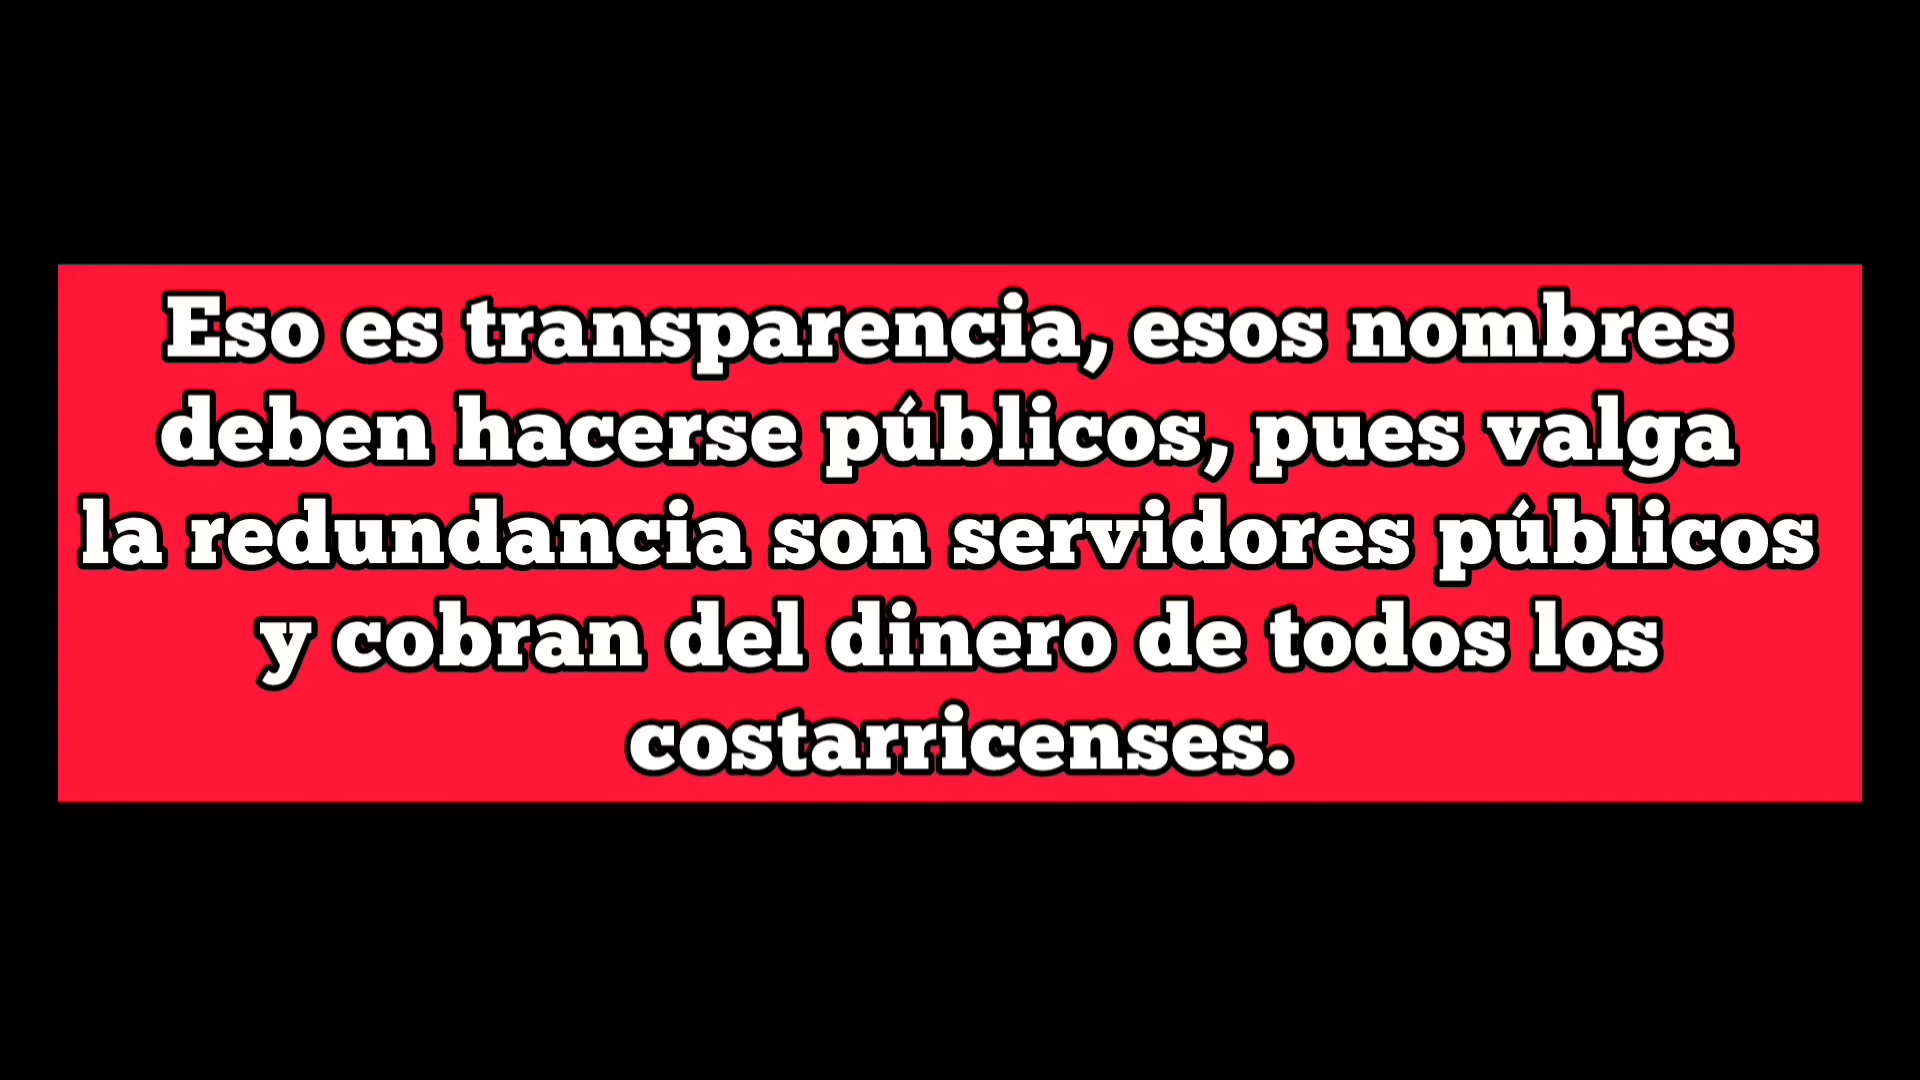 Eso es transparencia, esos nombres
deben hacerse públicos, pues valga
la redundancia son servidores públicos
y cobran del dinero de todos los
costarricenses.